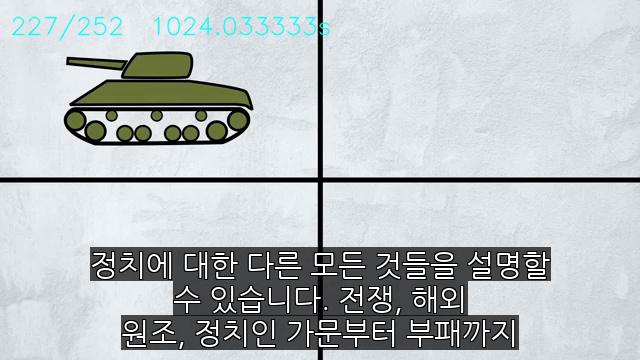 227/252 1024.033333s
정치에 대한 다른 모든 것들을 설명할
수 있습니다. 전쟁, 해외
원조, 정치인 가문부터 부패까지